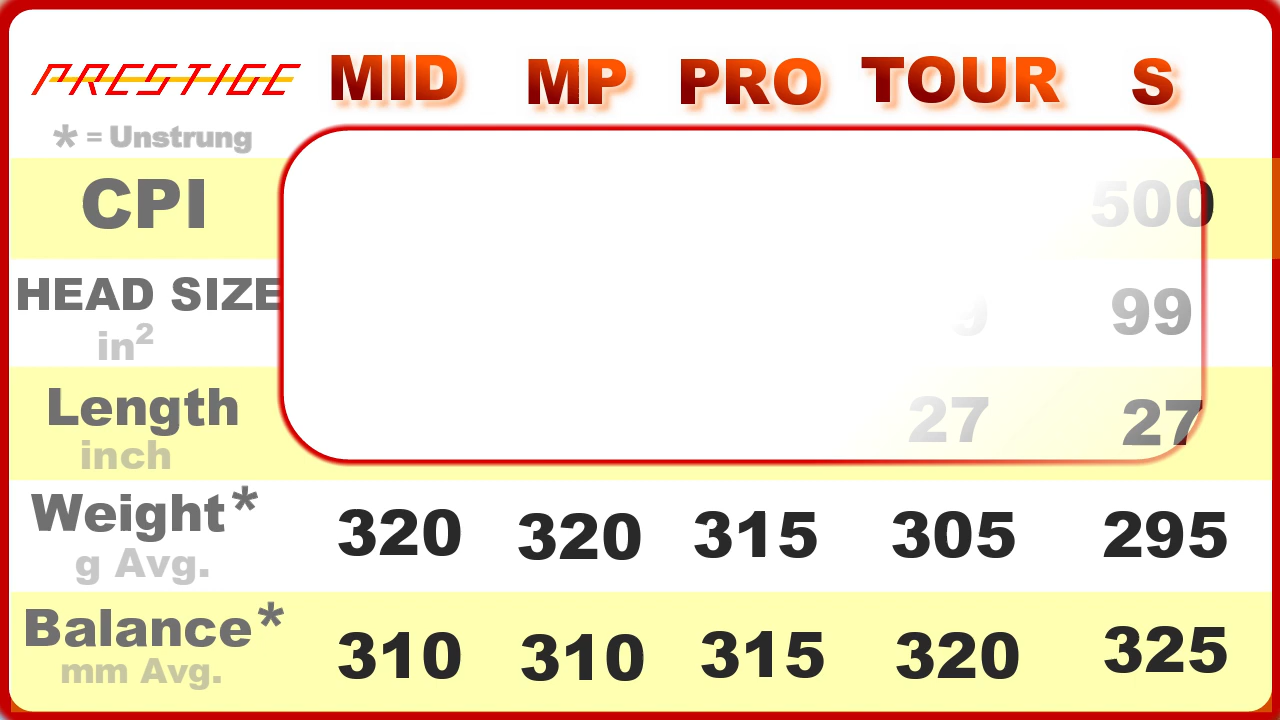 PRESTIGE MID MP PRO TOUR S
* = Unstrung
CPI 500
HEAD SIZE 99
in²
Length 27 27
inch
Weight* 320 320 315 305 295
g Avg.
Balance* 310 310 315 320 325
mm Avg.